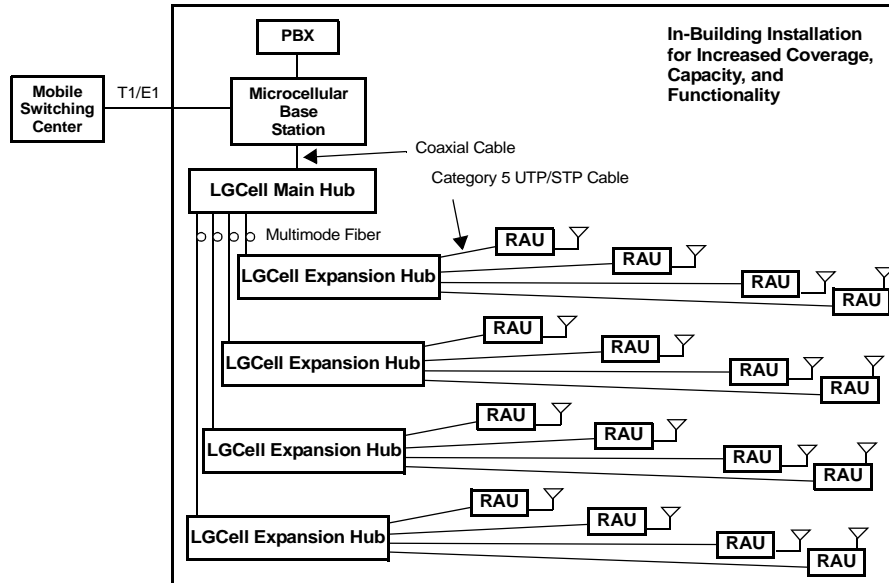 PBX
In-Building Installation
for Increased Coverage,
Capacity, and
Functionality
Mobile
Switching
Center
T1/E1
Microcellular
Base
Station
Coaxial Cable
LGCell Main Hub
Category 5 UTP/STP Cable
Multimode Fiber
RAU
RAU
LGCell Expansion Hub
RAU
RAU
RAU
RAU
LGCell Expansion Hub
RAU
RAU
RAU
RAU
LGCell Expansion Hub
RAU
RAU
RAU
RAU
LGCell Expansion Hub
RAU
RAU